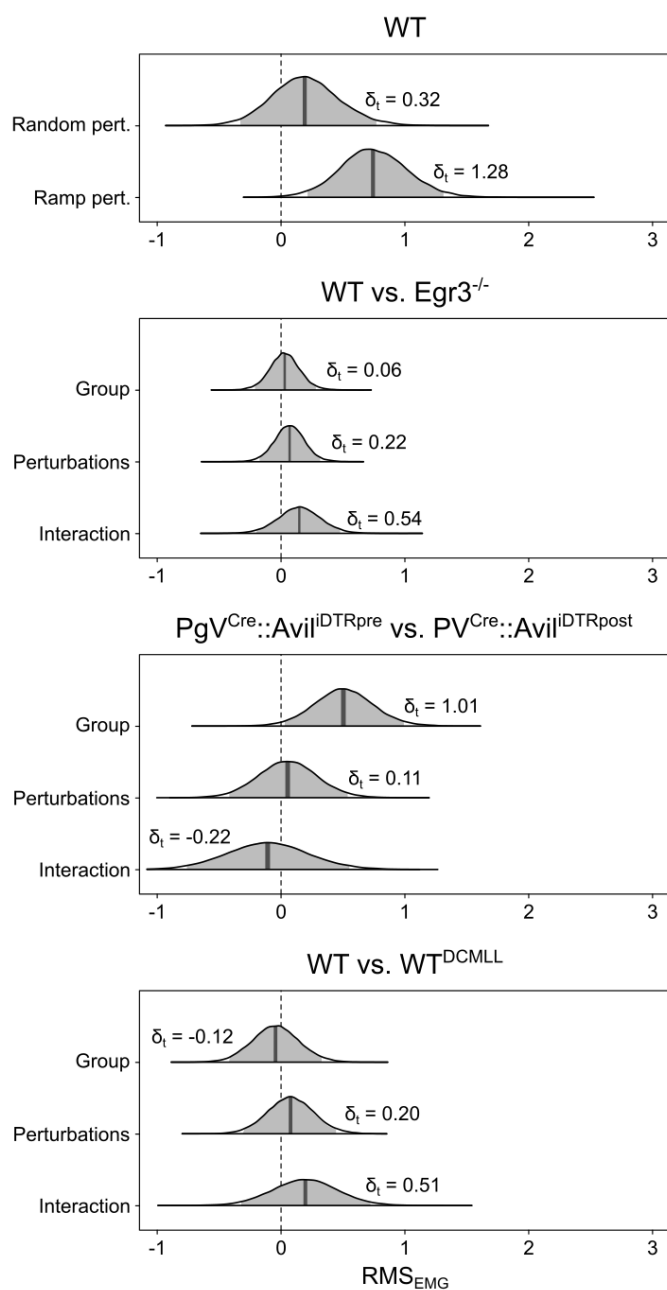 WT
Random pert.
δt = 0.32
Ramp pert.
δt = 1.28
-1 0 1 2 3
WT vs. Egr3-/-
Group
δt = 0.06
Perturbations
δt = 0.22
Interaction
δt = 0.54
-1 0 1 2 3
PgVCre::AviliDTRpre vs. PVCre::AviliDTRpost
Group
δt = 1.01
Perturbations
δt = 0.11
Interaction
δt = -0.22
-1 0 1 2 3
WT vs. WTDCMLL
Group
δt = -0.12
Perturbations
δt = 0.20
Interaction
δt = 0.51
-1 0 1 2 3
RMSEMG